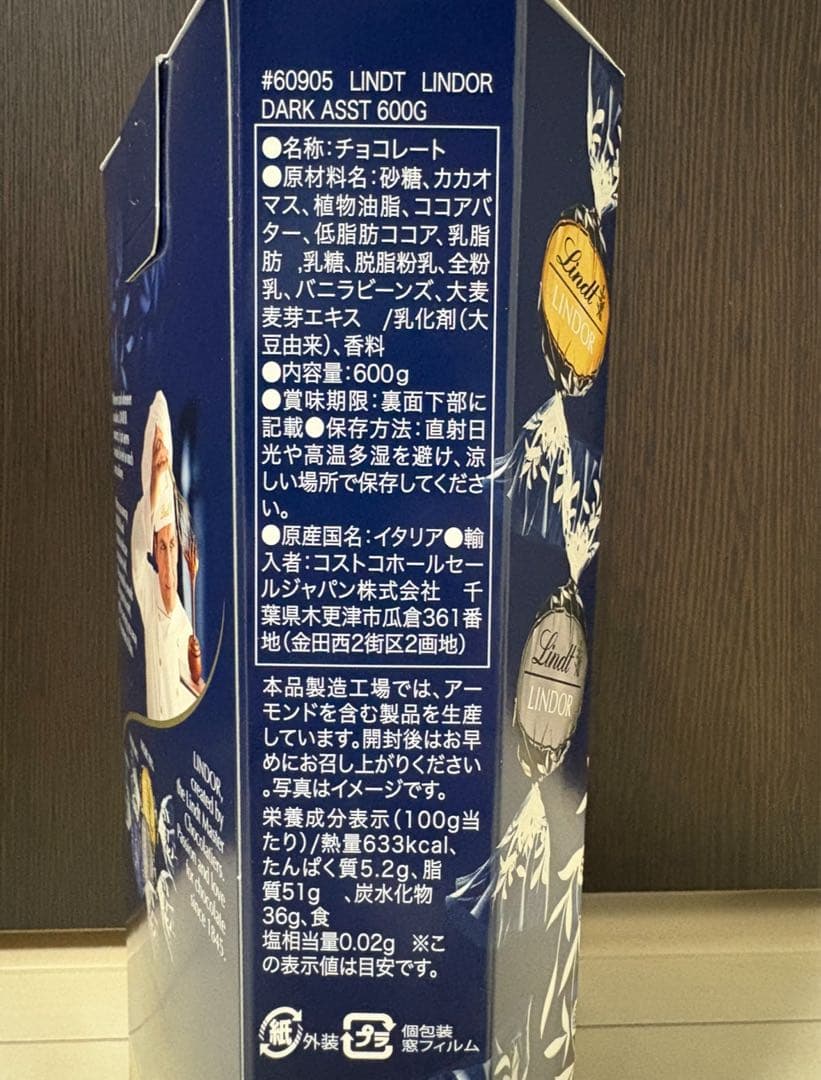 #60905 LINDT LINDOR
DARK ASST 600G
●名称:チョコレート
●原材料名:砂糖、カカオ
マス、植物油脂、ココアバ
ター、低脂肪ココア、乳脂
肪 ,乳糖、脱脂粉乳、全粉
乳、バニラビーンズ、大麦
麦芽エキス /乳化剤(大
豆由来)、香料
●内容量:600g
●賞味期限:裏面下部に
記載●保存方法:直射日
光や高温多湿を避け、涼
しい場所で保存してくださ
い。
●原産国名:イタリア●輸
入者:コストコホールセー
ルジャパン株式会社 千
葉県木更津市瓜倉361番
地(金田西2街区2画地)
本品製造工場では、アー
モンドを含む製品を生産
しています。開封後はお早
めにお召し上がりください
。写真はイメージです。
栄養成分表示(100g当
たり)/熱量633kcal、
たんぱく質5.2g、脂
質51g 、炭水化物
36g、食
塩相当量0.02g ※こ
の表示値は目安です。
紙 外装 プラ 個包装
窓フィルム
LINDOR,
created by
the Lindt Master
Chocolatiers.
Passion and love
for chocolate
since 1845.
Lindt
LINDOR
Lindt
LINDOR